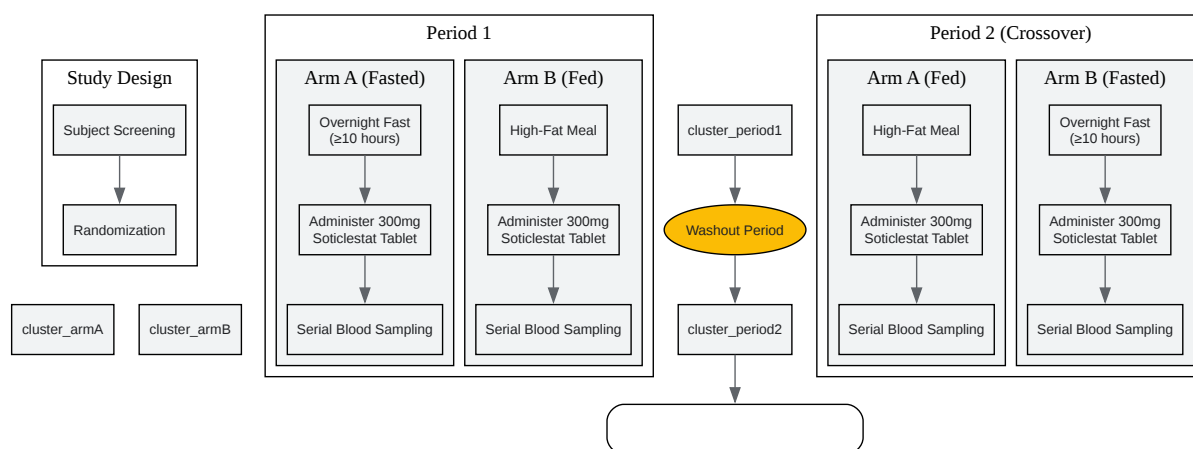 Study Design
Subject Screening
Randomization
cluster_armA
cluster_armB
Period 1
Arm A (Fasted)
Overnight Fast
(≥10 hours)
Administer 300mg
Soticlestat Tablet
Serial Blood Sampling
Arm B (Fed)
High-Fat Meal
Administer 300mg
Soticlestat Tablet
Serial Blood Sampling
cluster_period1
Washout Period
cluster_period2
Period 2 (Crossover)
Arm A (Fed)
High-Fat Meal
Administer 300mg
Soticlestat Tablet
Serial Blood Sampling
Arm B (Fasted)
Overnight Fast
(≥10 hours)
Administer 300mg
Soticlestat Tablet
Serial Blood Sampling